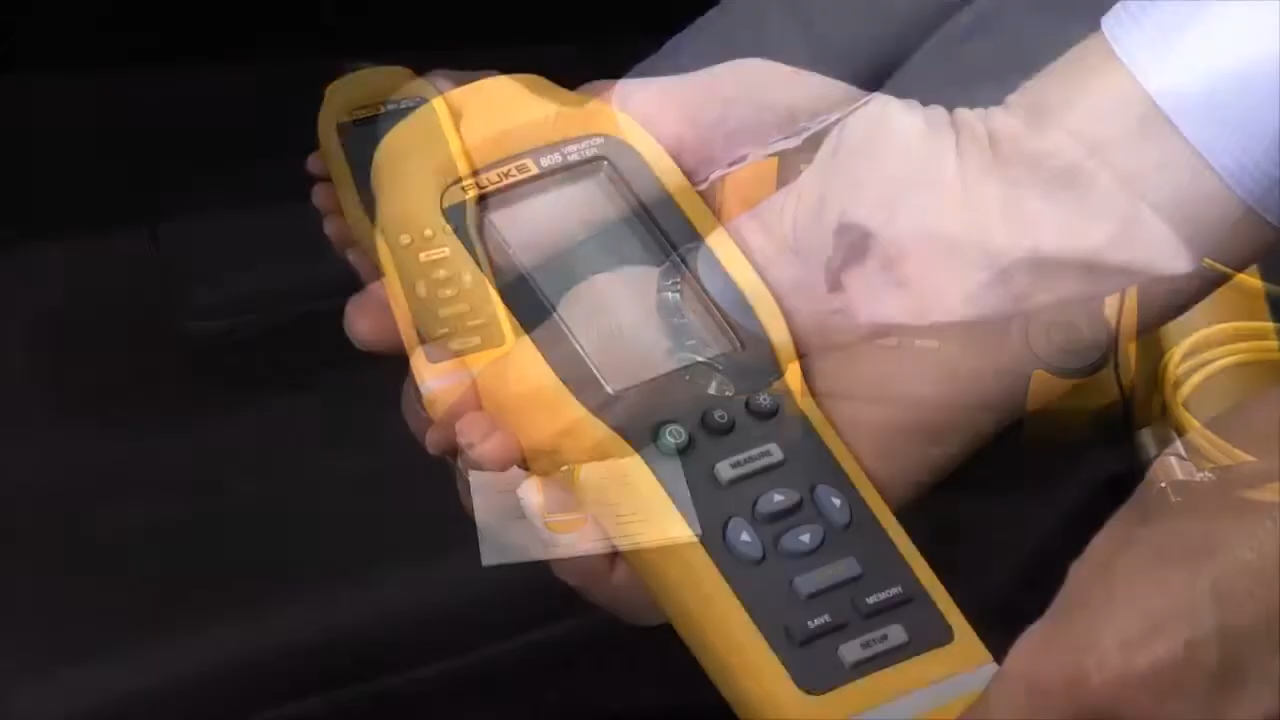 FLUKE 805 VIBRATION
METER
MEASURE
MEMORY
SAVE
SETUP